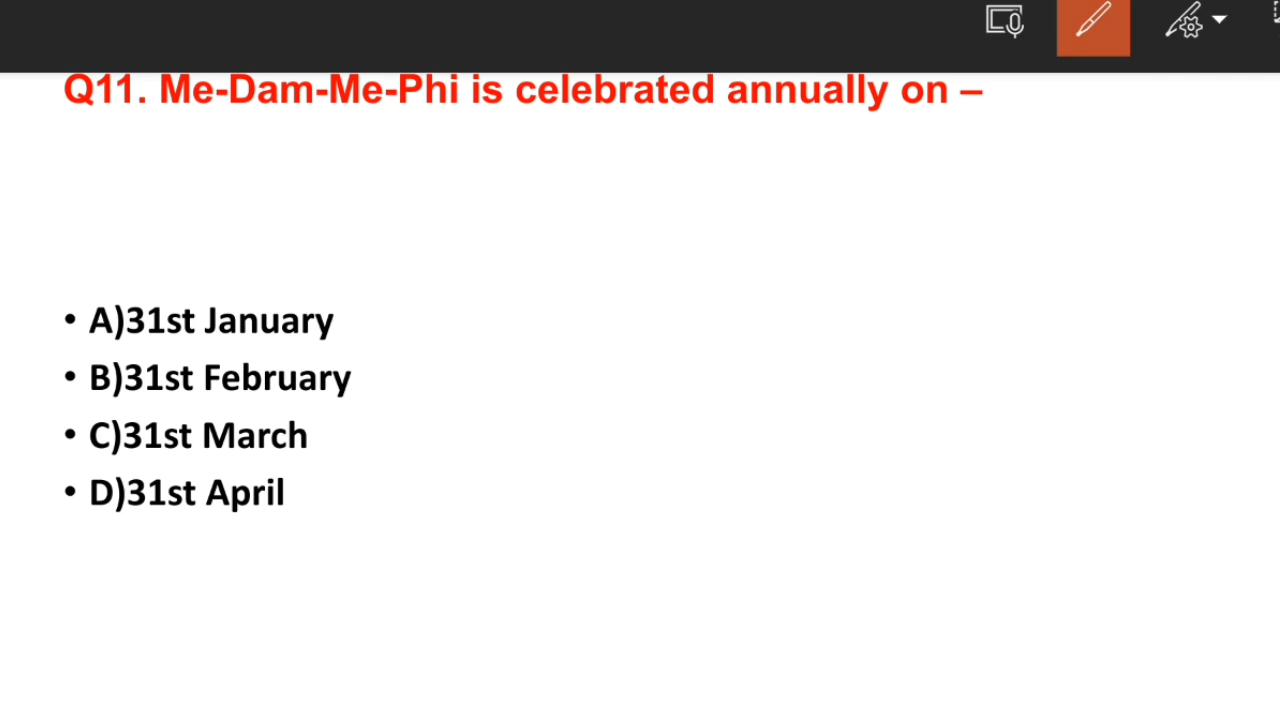 Q11. Me-Dam-Me-Phi is celebrated annually on –
• A)31st January
• B)31st February
• C)31st March
• D)31st April